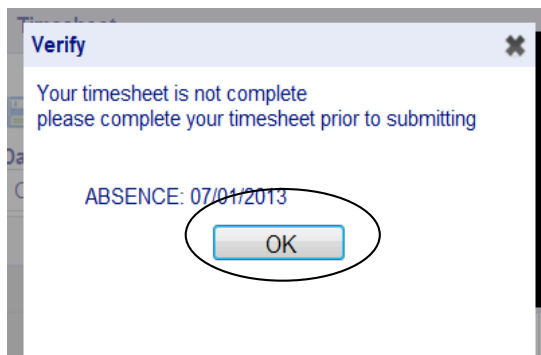 Timesheet
Verify
Your timesheet is not complete
please complete your timesheet prior to submitting
Da
ABSENCE: 07/01/2013
OK